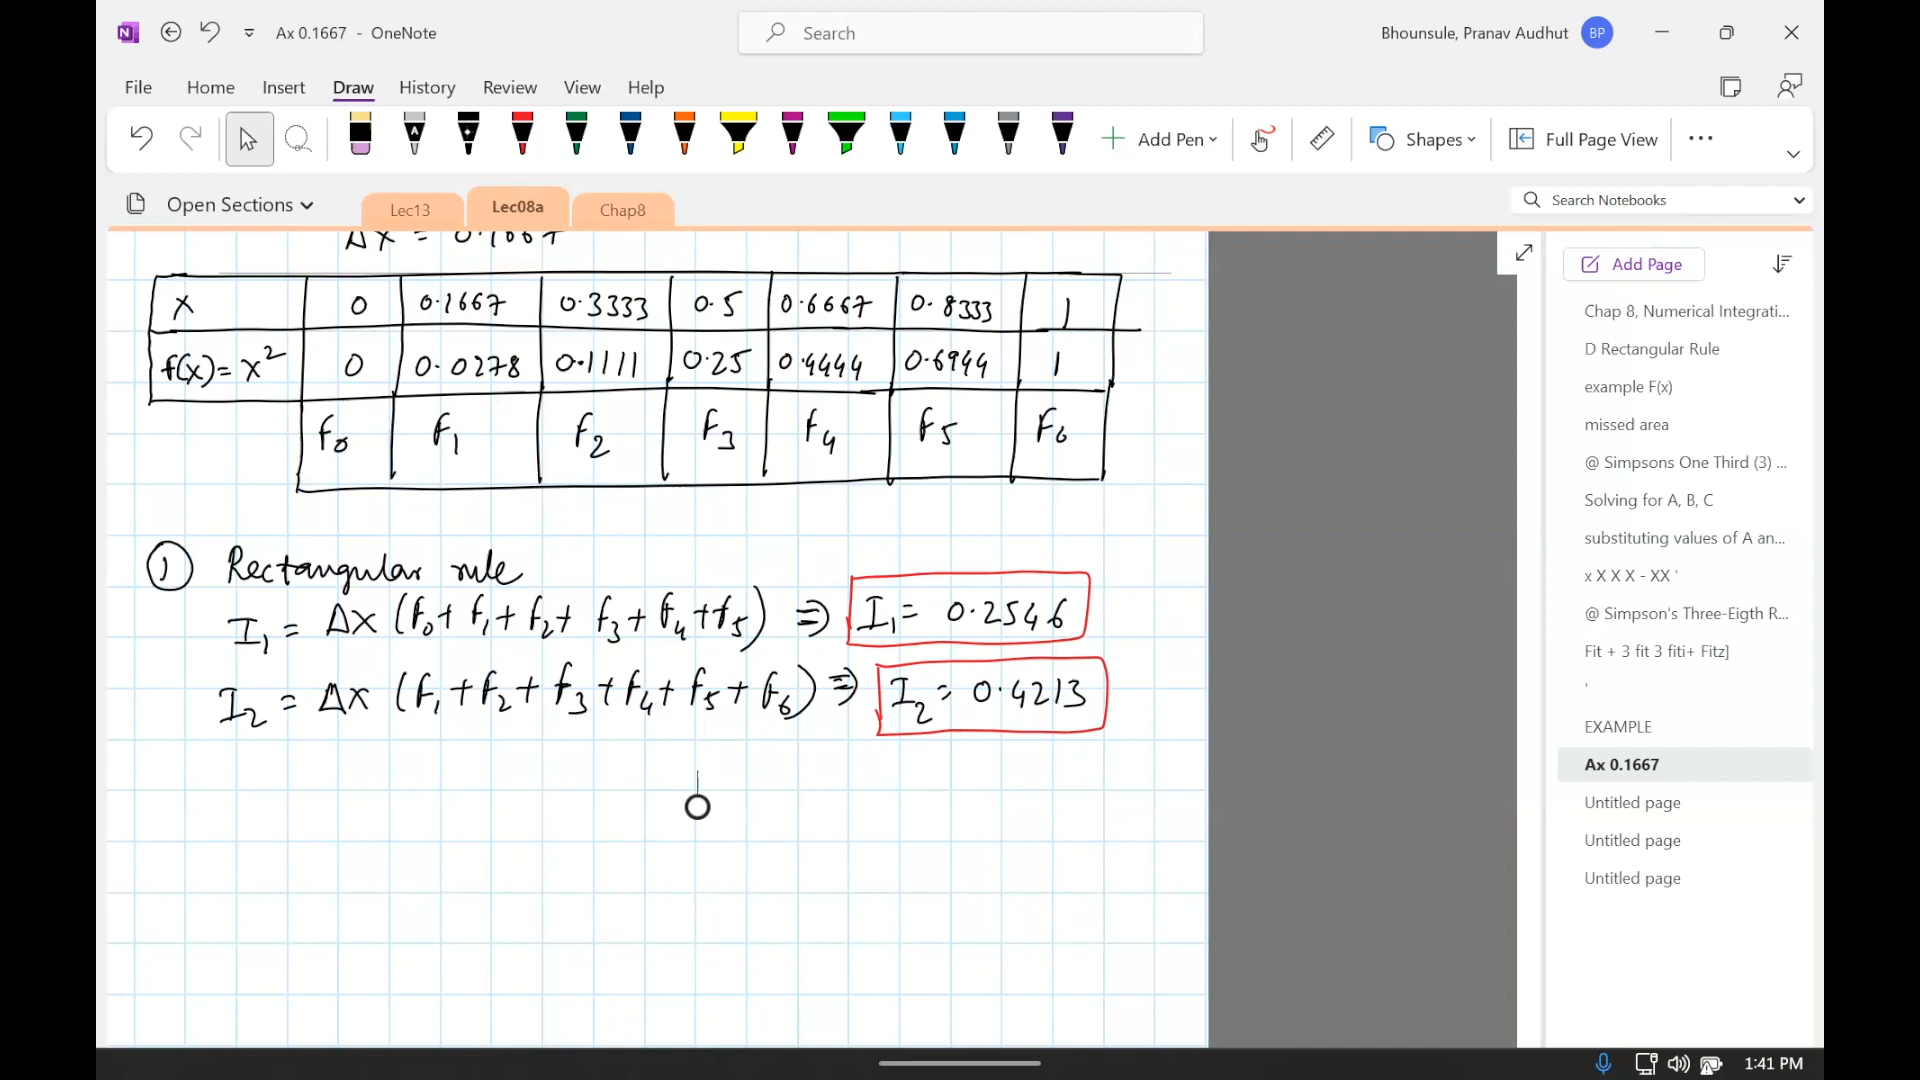 Ax 0.1667 - OneNote
Search
Bhounsule, Pranav Audhut
BP
File Home Insert Draw History Review View Help
Add Pen
Shapes
Full Page View
Open Sections
Lec13
Lec08a
Chap8
Search Notebooks
Δx = 0.1667
x 0 0.1667 0.3333 0.5 0.6667 0.8333 1
f(x) = x² 0 0.0278 0.1111 0.25 0.4444 0.6944 1
f₀ f₁ f₂ f₃ f₄ f₅ f₆
① Rectangular rule
I₁ = Δx (f₀ + f₁ + f₂ + f₃ + f₄ + f₅) ⇒ I₁ = 0.2546
I₂ = Δx (f₁ + f₂ + f₃ + f₄ + f₅ + f₆) ⇒ I₂ = 0.4213
Add Page
Chap 8, Numerical Integrati...
D Rectangular Rule
example F(x)
missed area
@ Simpsons One Third (3) ...
Solving for A, B, C
substituting values of A an...
x X X X - XX '
@ Simpson's Three-Eigth R...
Fit + 3 fit 3 fiti+ Fitz]
'
EXAMPLE
Ax 0.1667
Untitled page
Untitled page
Untitled page
1:41 PM